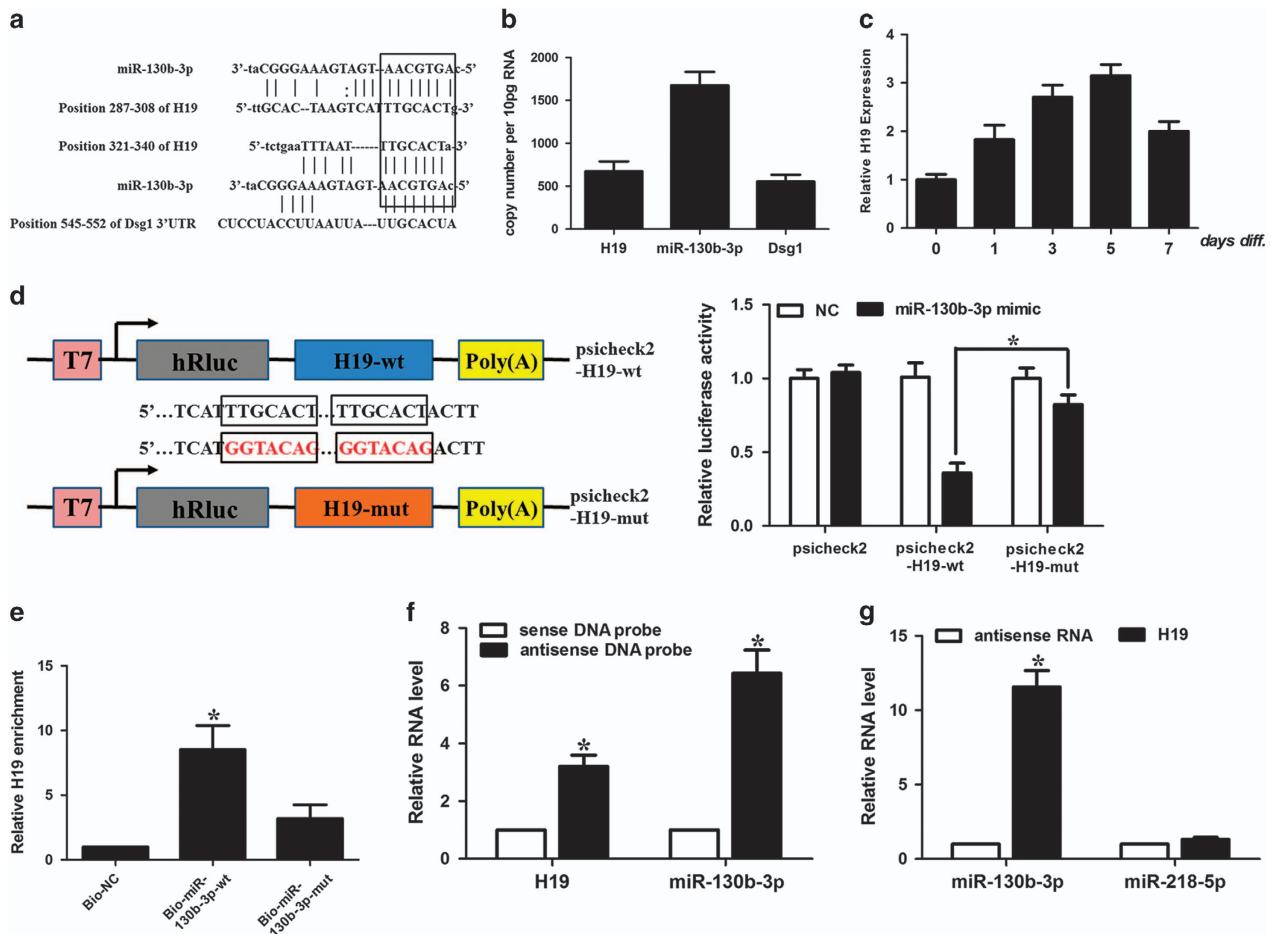 a
miR-130b-3p 3'-taCGGGAAAGTAGT--AACGTGAc-5'
Position 287-308 of H19 5'-ttGCAC--TAAGTCATTTGCACTg-3'
Position 321-340 of H19 5'-tctgaaTTTAAT------TTGCACTa-3'
miR-130b-3p 3'-taCGGGAAAGTAGT-AACGTGAc-5'
Position 545-552 of Dsg1 3'UTR CUCCUACCUUAAUUA---UUGCACUA
b
copy number per 10pg RNA
2000
1500
1000
500
0
H19 miR-130b-3p Dsg1
c
Relative H19 Expression
4
3
2
1
0
0 1 3 5 7 days diff.
d
T7 hRluc H19-wt Poly(A) psicheck2
-H19-wt
5'...TCATTTGCACT...TTGCACTACTT
5'...TCATGGTACAG...GGTACAGACTT
T7 hRluc H19-mut Poly(A) psicheck2
-H19-mut
Relative luciferase activity
NC miR-130b-3p mimic
1.5
1.0
0.5
0.0
*
psicheck2 psicheck2
-H19-wt psicheck2
-H19-mut
e
Relative H19 enrichment
15
10
5
0
*
Bio-NC
Bio-miR-
130b-3p-wt
Bio-miR-
130b-3p-mut
f
Relative RNA level
sense DNA probe
antisense DNA probe
8
6
4
2
0
* *
H19 miR-130b-3p
g
Relative RNA level
antisense RNA H19
15
10
5
0
*
miR-130b-3p miR-218-5p